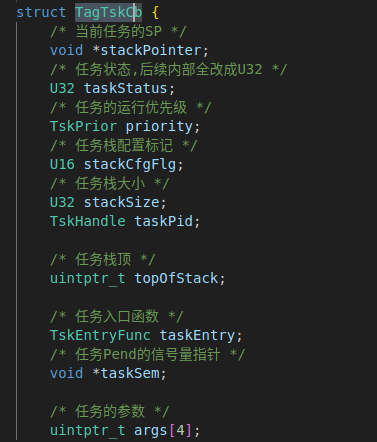 struct TagTskCb {
/* 当前任务的SP */
void *stackPointer;
/* 任务状态,后续内部全改成U32 */
U32 taskStatus;
/* 任务的运行优先级 */
TskPrior priority;
/* 任务栈配置标记 */
U16 stackCfgFlg;
/* 任务栈大小 */
U32 stackSize;
TskHandle taskPid;
/* 任务栈顶 */
uintptr_t topOfStack;
/* 任务入口函数 */
TskEntryFunc taskEntry;
/* 任务Pend的信号量指针 */
void *taskSem;
/* 任务的参数 */
uintptr_t args[4];